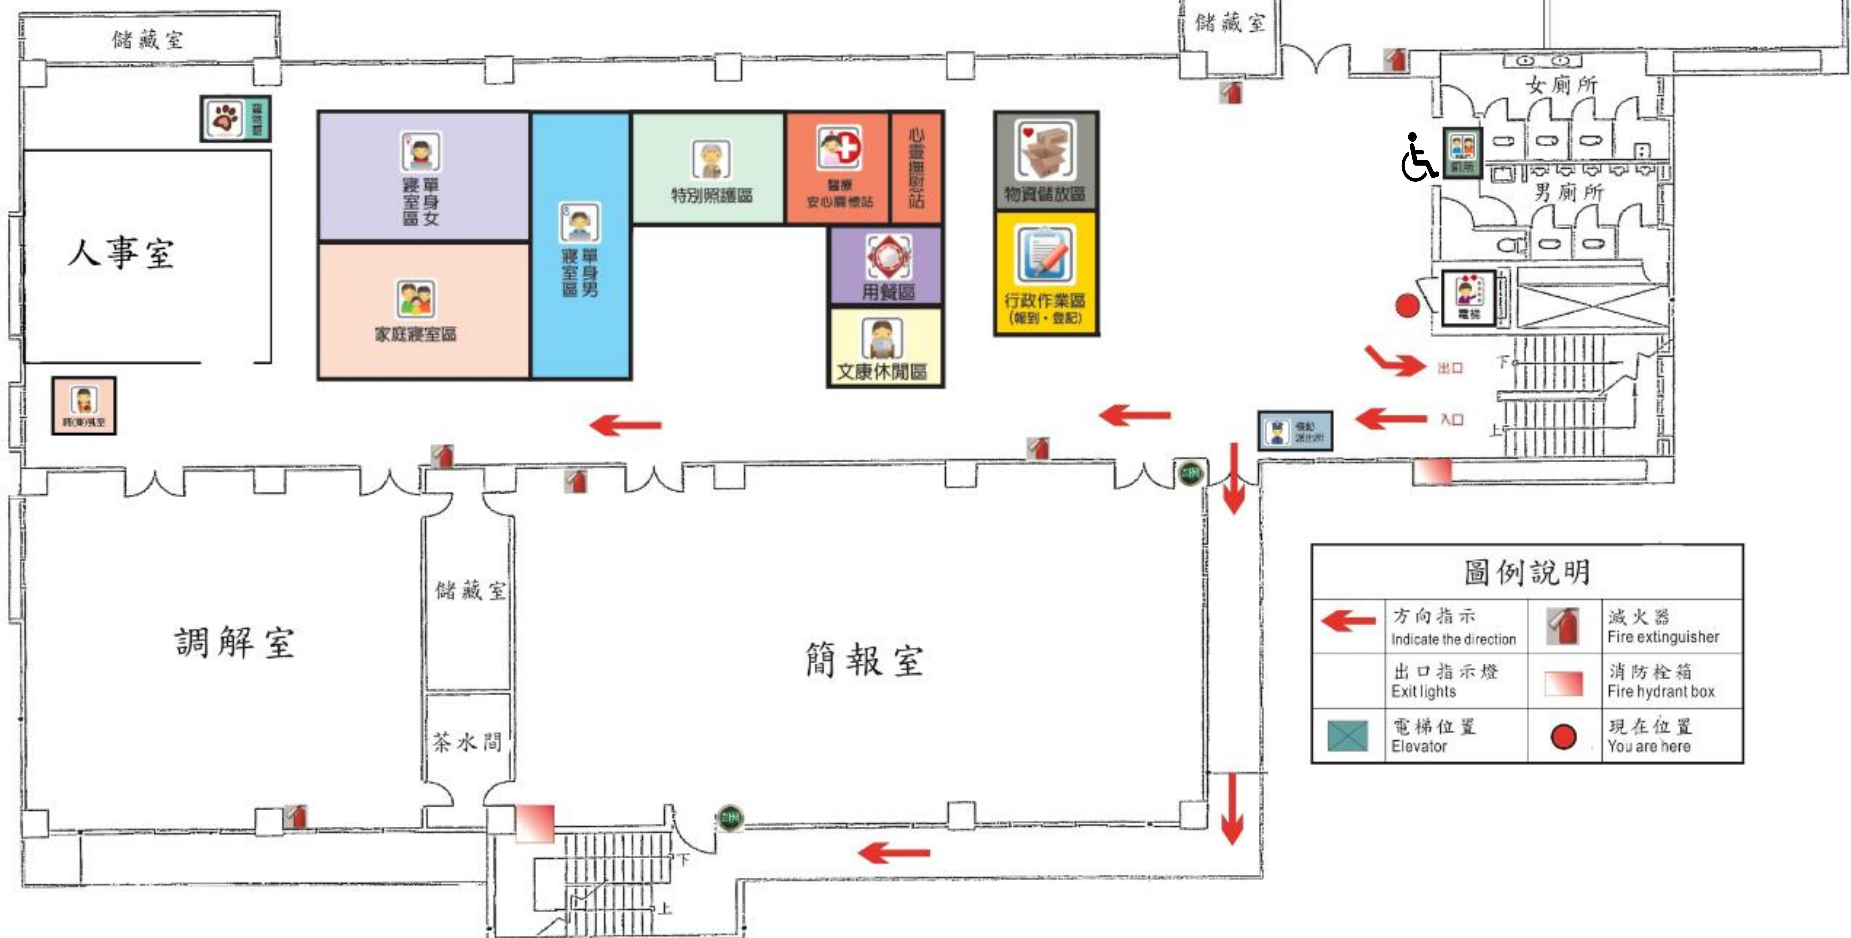 儲藏室
儲藏室
女廁所
廁所
男廁所
單身女
寢室區
單身男
寢室區
特別照護區
醫療
安心關懷站
心靈撫慰站
物資儲放區
人事室
用餐區
行政作業區
(報到・登記)
電梯
家庭寢室區
文康休閒區
出口
下
入口
上
儲藏室
調解室
簡報室
茶水間
下
上
圖例說明
方向指示
Indicate the direction
滅火器
Fire extinguisher
出口指示燈
Exit lights
消防栓箱
Fire hydrant box
電梯位置
Elevator
現在位置
You are here